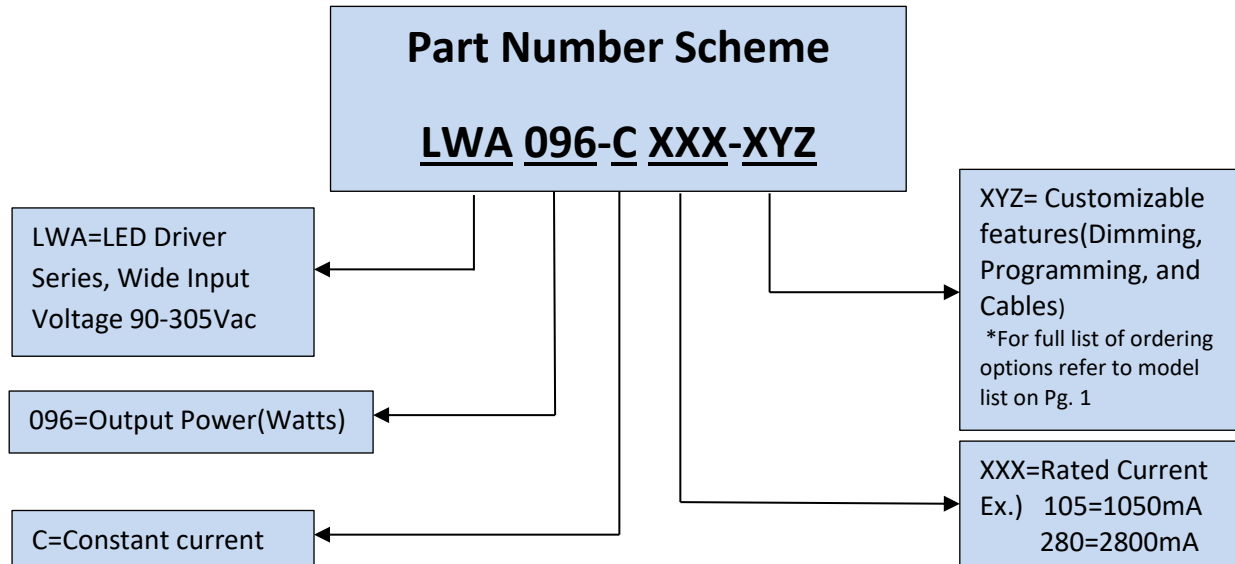 Part Number Scheme
LWA 096-C XXX-XYZ
LWA=LED Driver
Series, Wide Input
Voltage 90-305Vac
096=Output Power(Watts)
C=Constant current
XYZ= Customizable
features(Dimming,
Programming, and
Cables)
*For full list of ordering
options refer to model
list on Pg. 1
XXX=Rated Current
Ex.) 105=1050mA
280=2800mA